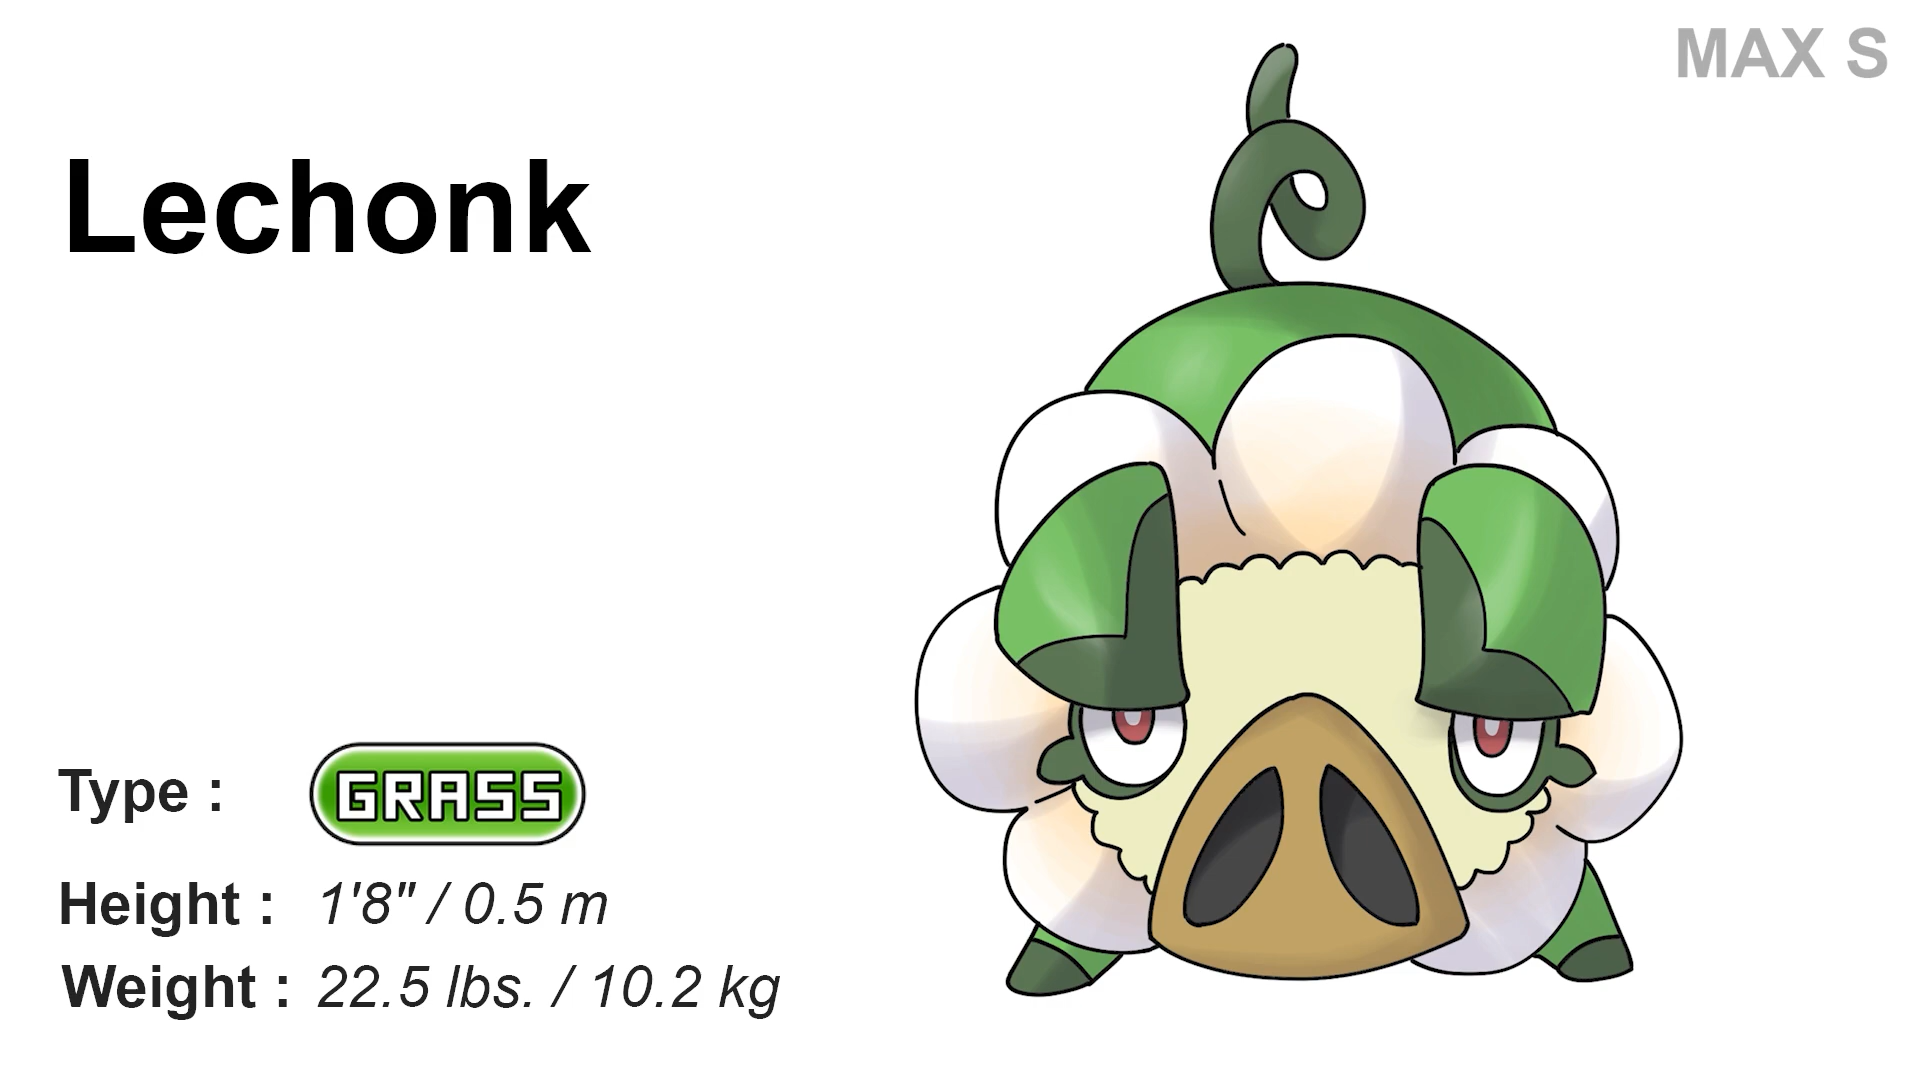 MAX S
Lechonk
Type : GRASS
Height : 1'8" / 0.5 m
Weight : 22.5 lbs. / 10.2 kg